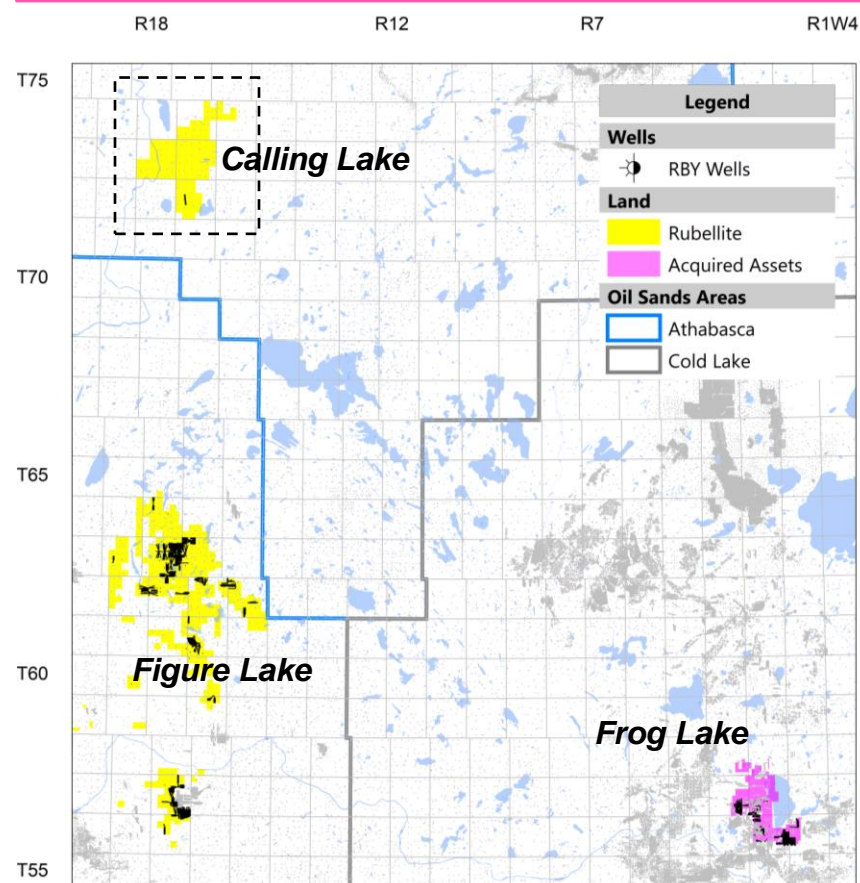 R18 R12 R7 R1W4
T75
Legend
Wells
RBY Wells
Land
Rubellite
Acquired Assets
Oil Sands Areas
Athabasca
Cold Lake
Calling Lake
T70
T65
T60
Figure Lake
Frog Lake
T55